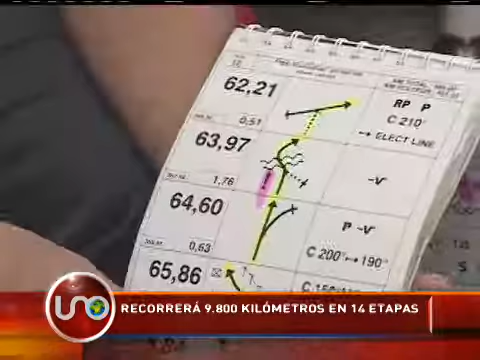 62,21
0,51
RP P
C 210°
→ ELECT LINE
63,97
1,76
-V-
64,60
0,63
P -V-
C 200° → 190°
65,86
UNO
RECORRERÁ 9.800 KILÓMETROS EN 14 ETAPAS